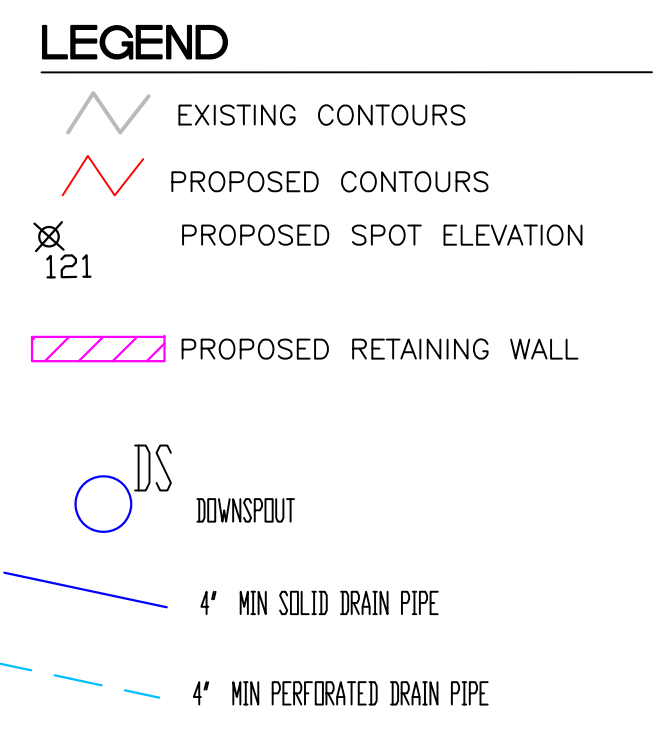 LEGEND
EXISTING CONTOURS
PROPOSED CONTOURS
PROPOSED SPOT ELEVATION
121
PROPOSED RETAINING WALL
DS
DOWNSPOUT
4" MIN SOLID DRAIN PIPE
4" MIN PERFORATED DRAIN PIPE